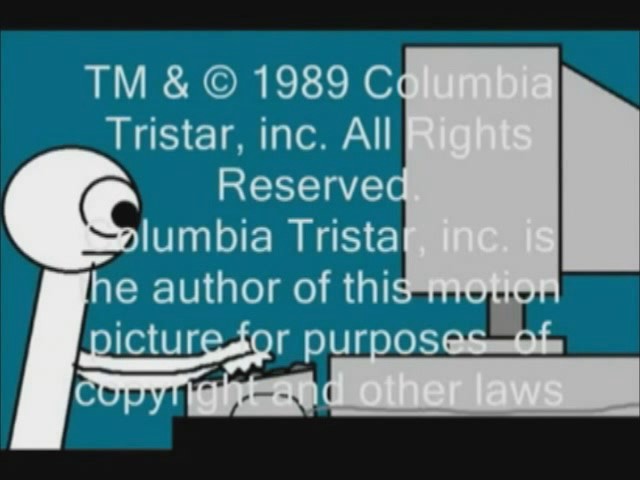 TM & © 1989 Columbia
Tristar, inc. All Rights
Reserved.
Columbia Tristar, inc. is
the author of this motion
picture for purposes of
copyright and other laws